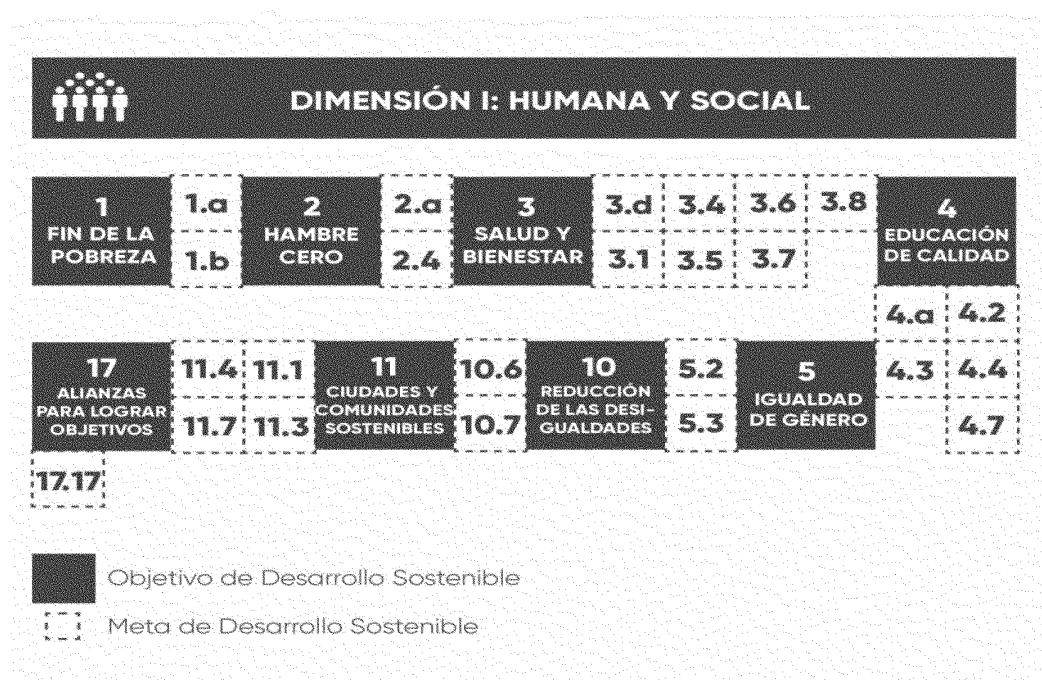 DIMENSIÓN I: HUMANA Y SOCIAL
1
FIN DE LA
POBREZA
1.a
1.b
2
HAMBRE
CERO
2.a
2.4
3
SALUD Y
BIENESTAR
3.d 3.4 3.6 3.8
3.1 3.5 3.7
4
EDUCACIÓN
DE CALIDAD
4.a 4.2
4.3 4.4
4.7
17
ALIANZAS
PARA LOGRAR
OBJETIVOS
11.4 11.1
11.7 11.3
11
CIUDADES Y
COMUNIDADES
SOSTENIBLES
10.6
10.7
10
REDUCCIÓN
DE LAS DESI-
GUALDADES
5.2
5.3
5
IGUALDAD
DE GÉNERO
17.17
Objetivo de Desarrollo Sostenible
Meta de Desarrollo Sostenible